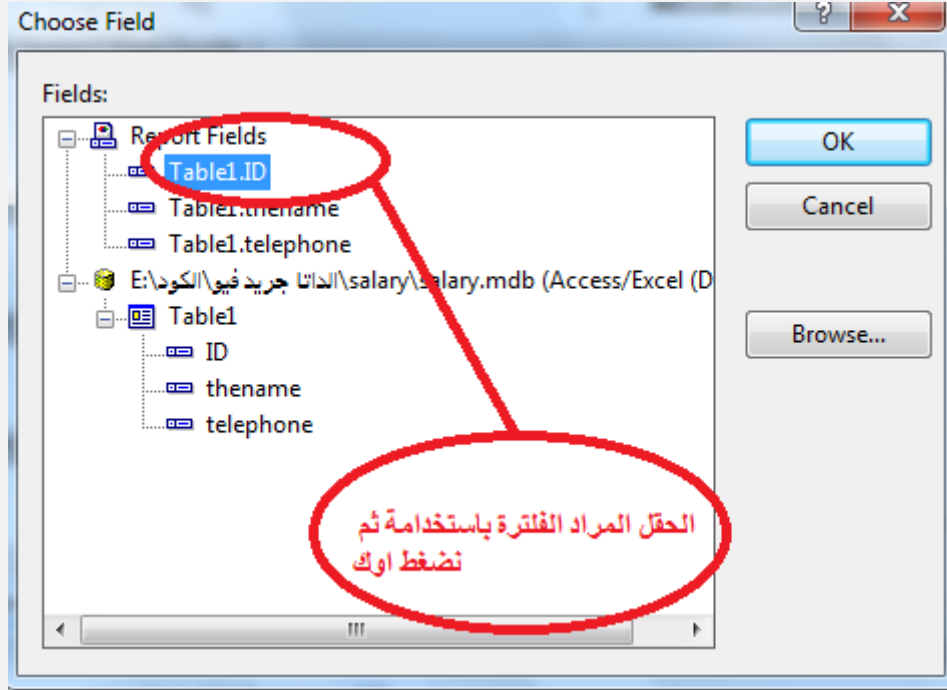 Choose Field
Fields:
Report Fields
Table1.ID
Table1.thename
Table1.telephone
E:\الداتا جريد فيو\الكود\salary\salary.mdb (Access/Excel (D
Table1
ID
thename
telephone
OK
Cancel
Browse...
الحقل المراد الفلترة باستخدامة ثم
نضغط اوك